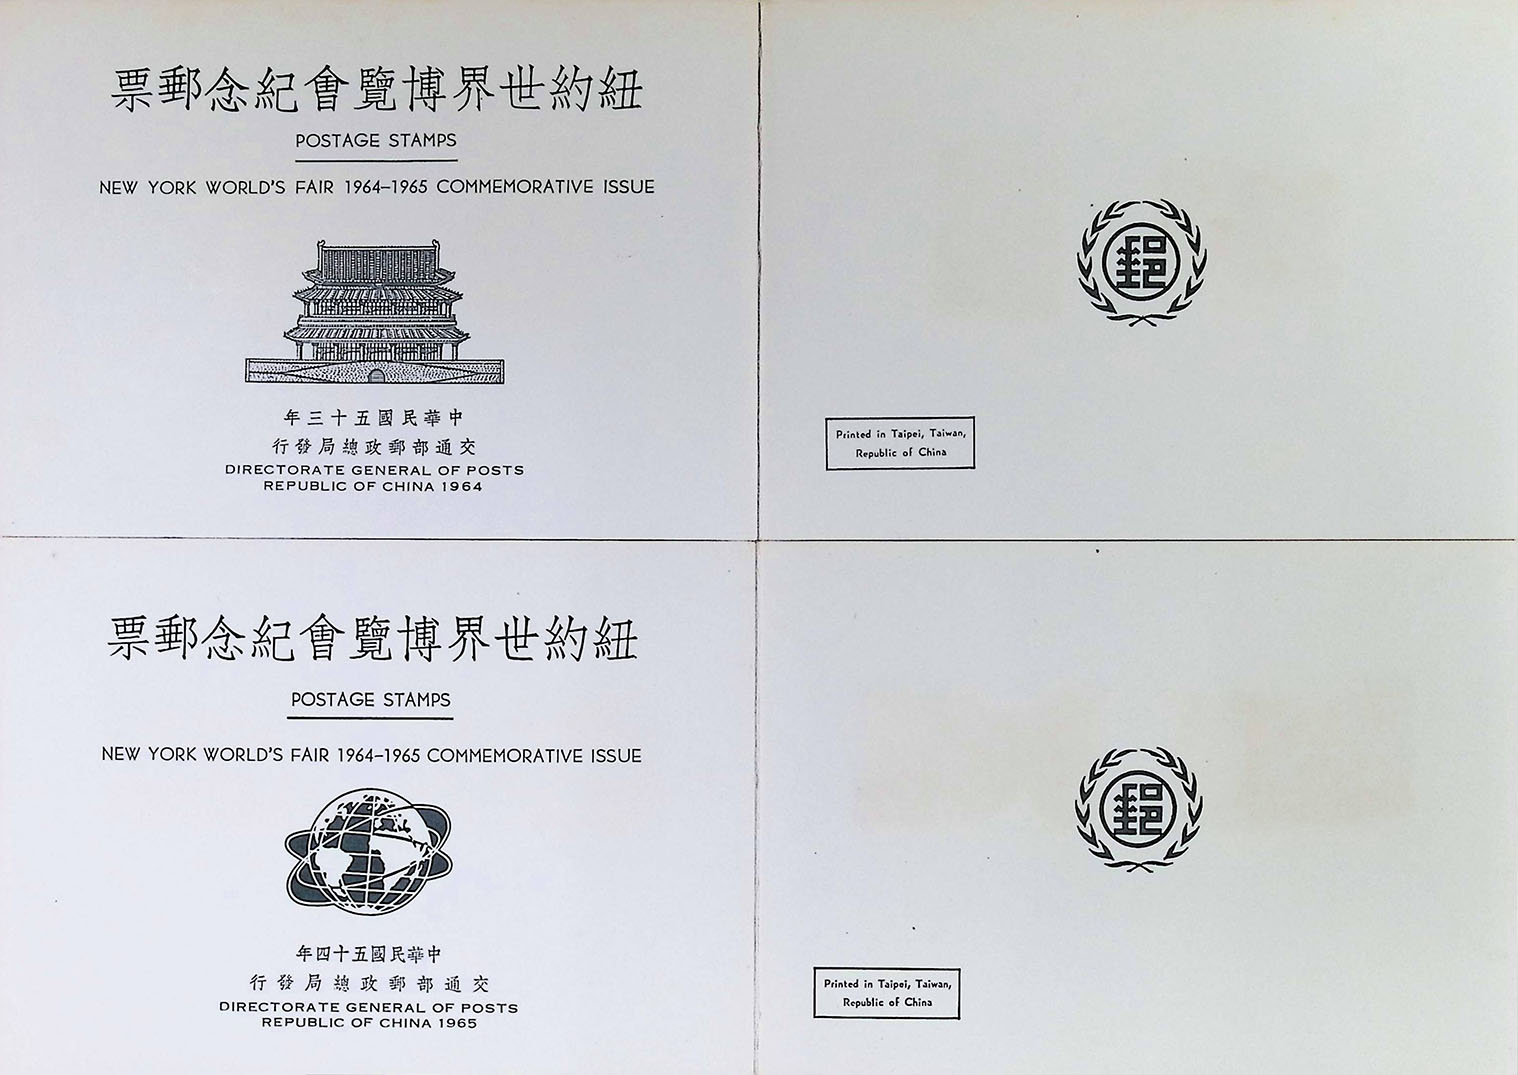 紐約世界博覽會紀念郵票
POSTAGE STAMPS
NEW YORK WORLD'S FAIR 1964–1965 COMMEMORATIVE ISSUE
中華民國五十三年
交通部郵政總局發行
DIRECTORATE GENERAL OF POSTS
REPUBLIC OF CHINA 1964
郵
Printed in Taipei, Taiwan,
Republic of China
紐約世界博覽會紀念郵票
POSTAGE STAMPS
NEW YORK WORLD'S FAIR 1964–1965 COMMEMORATIVE ISSUE
中華民國五十四年
交通部郵政總局發行
DIRECTORATE GENERAL OF POSTS
REPUBLIC OF CHINA 1965
郵
Printed in Taipei, Taiwan,
Republic of China